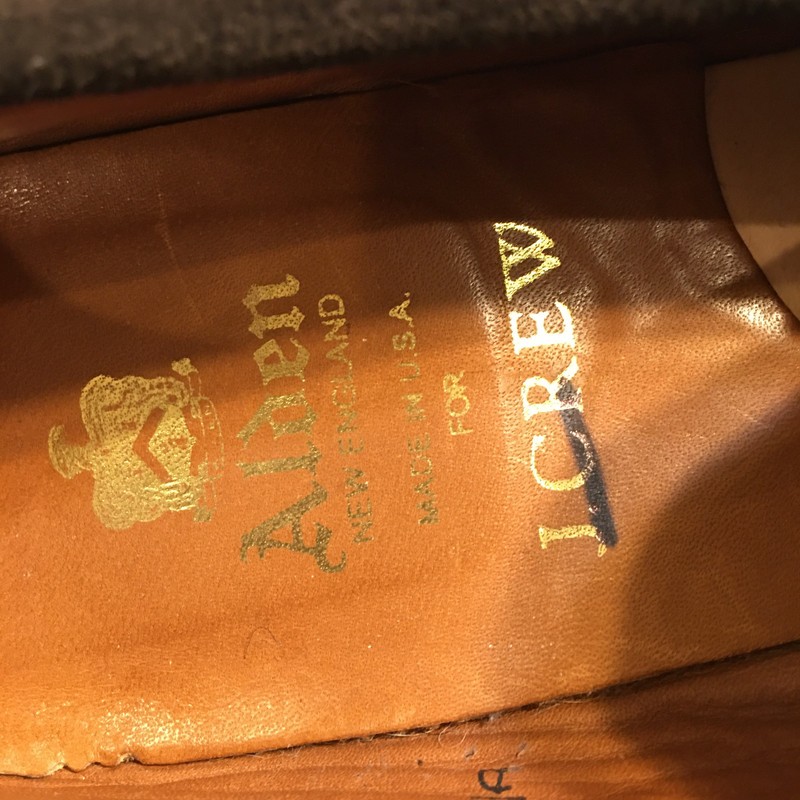 Alden
NEW ENGLAND
MADE IN U.S.A.
FOR
J.CREW